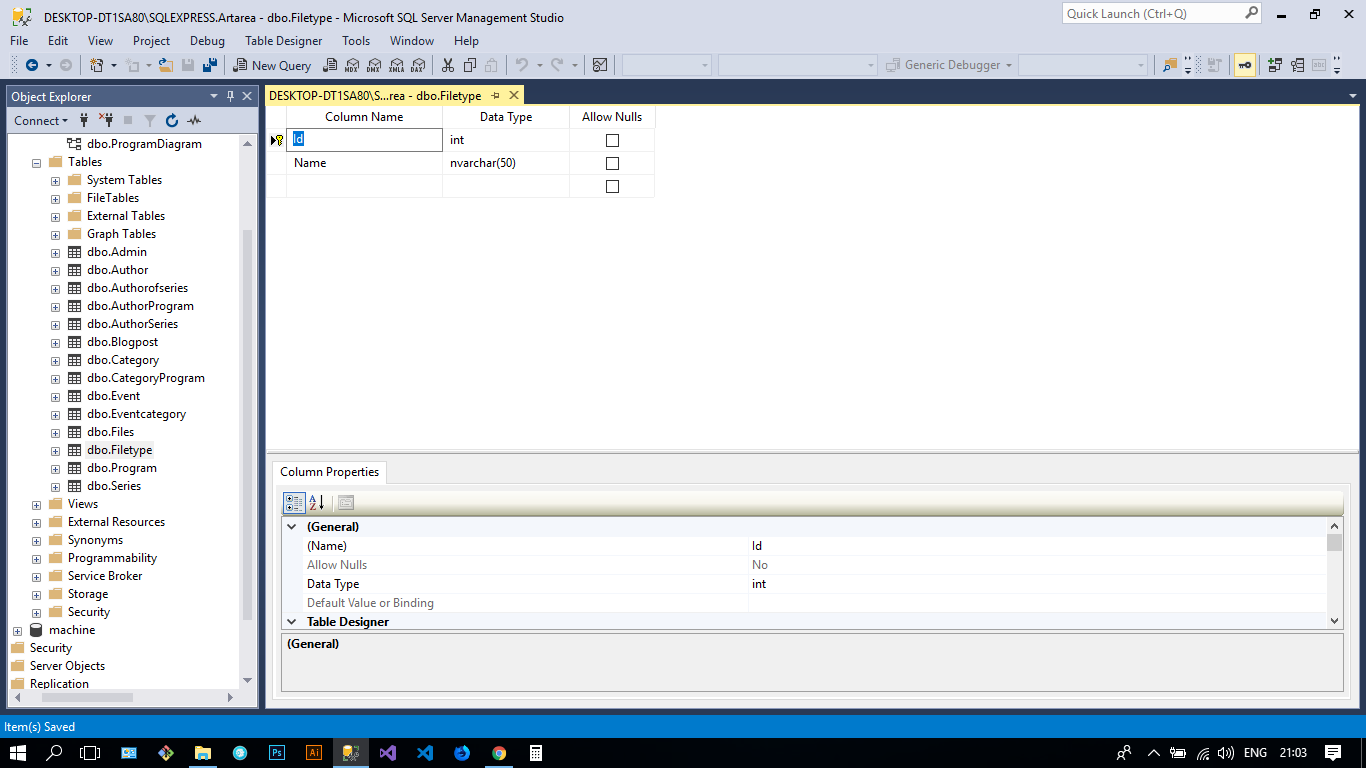 DESKTOP-DT1SA80\SQLEXPRESS.Artarea - dbo.Filetype - Microsoft SQL Server Management Studio
Quick Launch (Ctrl+Q)
File Edit View Project Debug Table Designer Tools Window Help
New Query MDX DMX XMLA DAX Generic Debugger
Object Explorer
DESKTOP-DT1SA80\S...rea - dbo.Filetype
Connect
Column Name Data Type Allow Nulls
Id int
Name nvarchar(50)
dbo.ProgramDiagram
Tables
System Tables
FileTables
External Tables
Graph Tables
dbo.Admin
dbo.Author
dbo.Authorofseries
dbo.AuthorProgram
dbo.AuthorSeries
dbo.Blogpost
dbo.Category
dbo.CategoryProgram
dbo.Event
dbo.Eventcategory
dbo.Files
dbo.Filetype
dbo.Program
dbo.Series
Views
External Resources
Synonyms
Programmability
Service Broker
Storage
Security
machine
Security
Server Objects
Replication
Column Properties
A Z
(General)
(Name) Id
Allow Nulls No
Data Type int
Default Value or Binding
Table Designer
(General)
Item(s) Saved
Ps Ai ENG 21:03